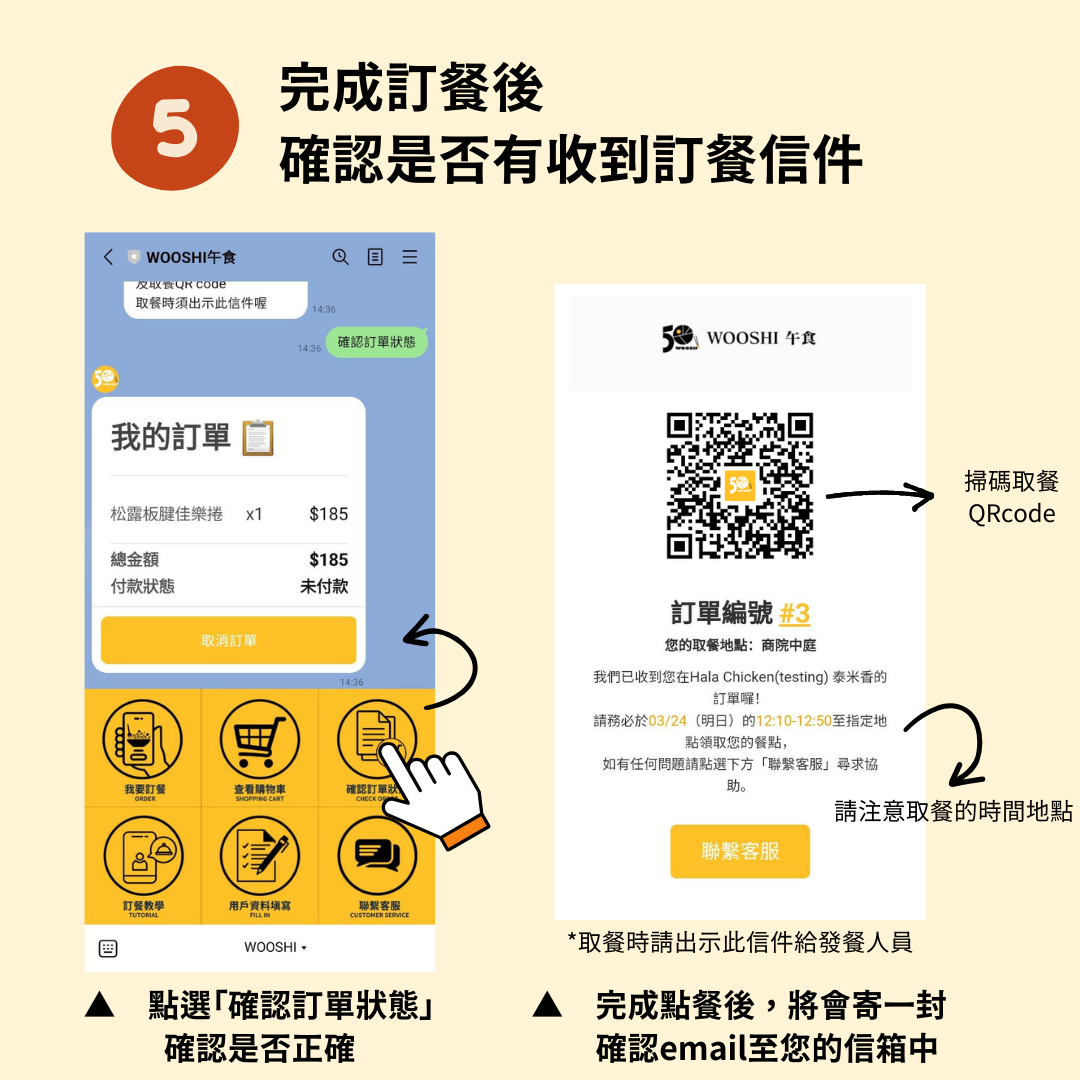 5
完成訂餐後
確認是否有收到訂餐信件
WOOSHI午食
及取餐QR code
取餐時須出示此信件喔
14:36
確認訂單狀態
14:36
我的訂單
松露板腱佳樂捲 x1 $185
總金額 $185
付款狀態 未付款
取消訂單
14:36
我要訂餐 查看購物車 確認訂單狀
ORDER SHOPPING CART CHECK
訂餐教學 用戶資料填寫 聯繫客服
TUTORIAL FILL IN CUSTOMER SERVICE
WOOSHI
點選「確認訂單狀態」
確認是否正確
WOOSHI 午食
掃碼取餐
QRcode
訂單編號 #3
您的取餐地點：商院中庭
我們已收到您在Hala Chicken(testing) 泰米香的
訂單囉！
請務必於03/24（明日）的12:10-12:50至指定地
點領取您的餐點，
如有任何問題請點選下方「聯繫客服」尋求協
助。
請注意取餐的時間地點
聯繫客服
*取餐時請出示此信件給發餐人員
完成點餐後，將會寄一封
確認email至您的信箱中